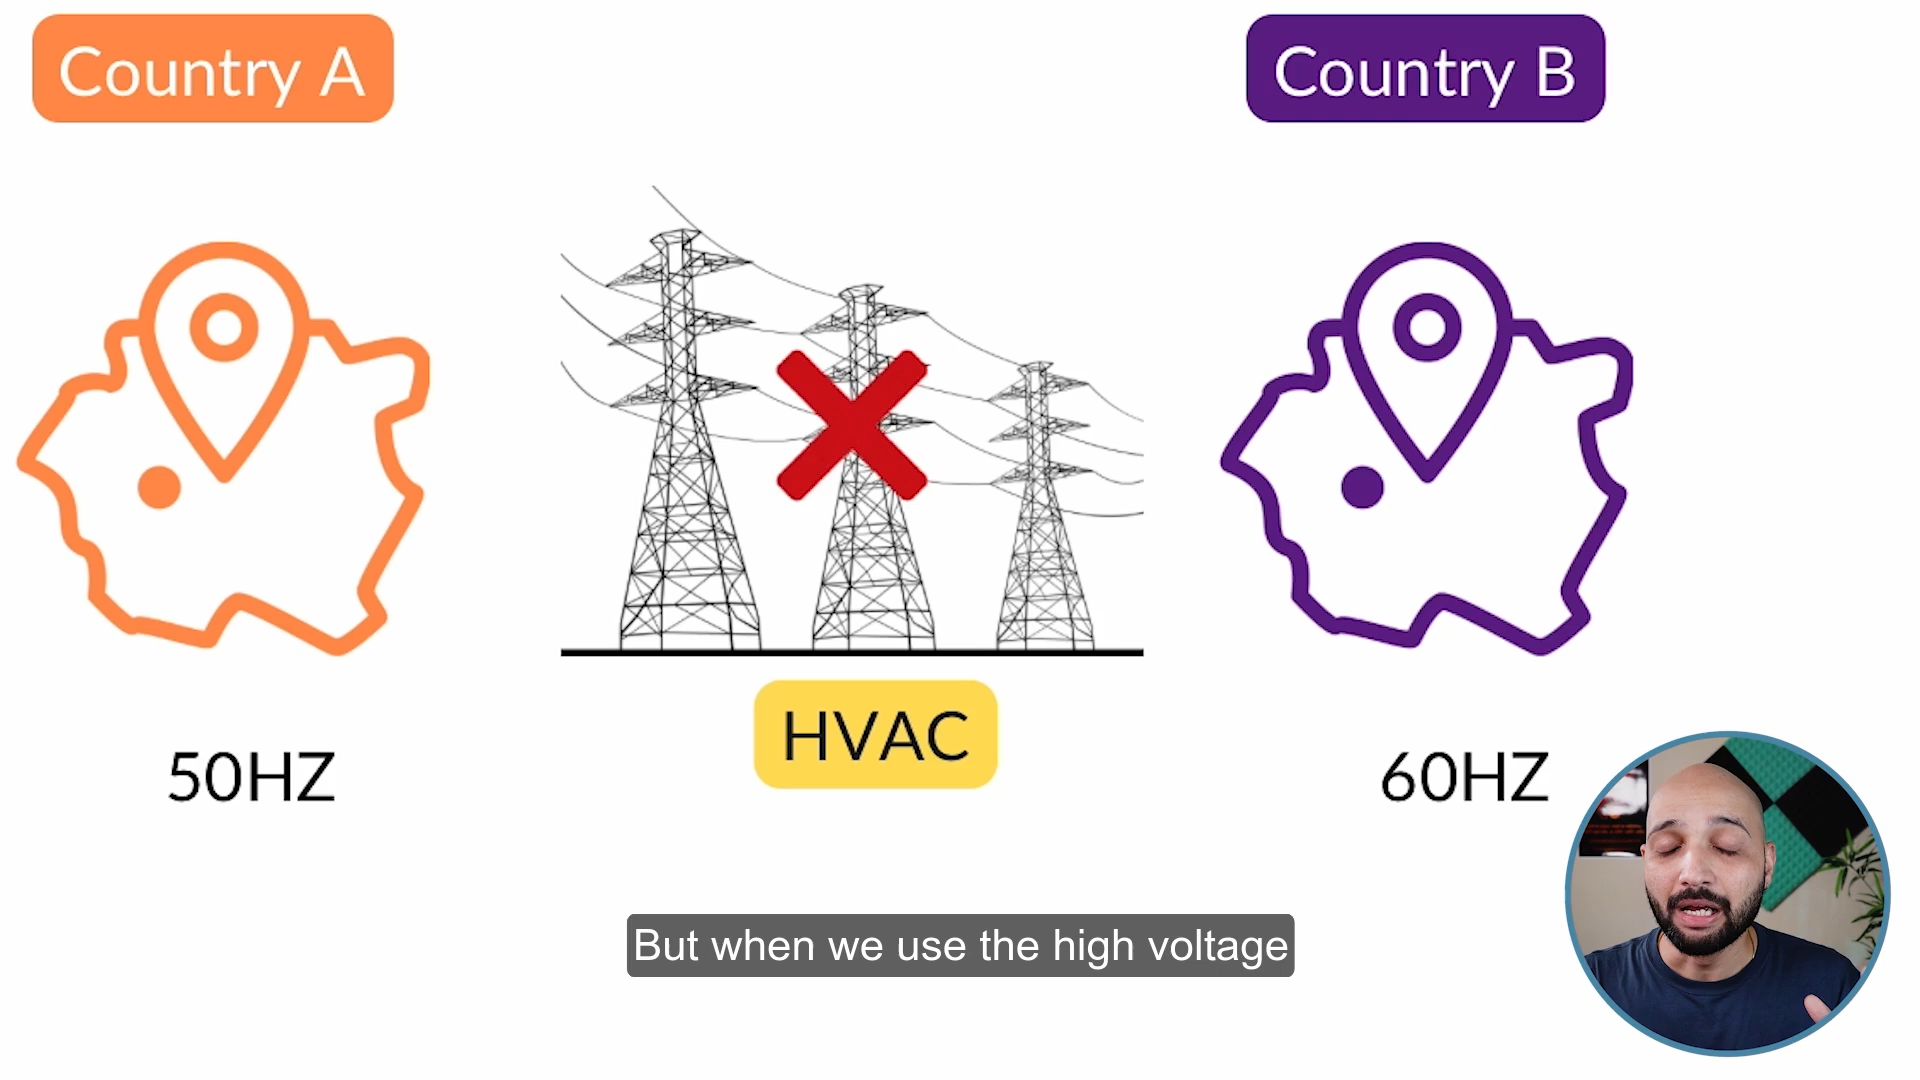 Country A
Country B
HVAC
50HZ
60HZ
But when we use the high voltage